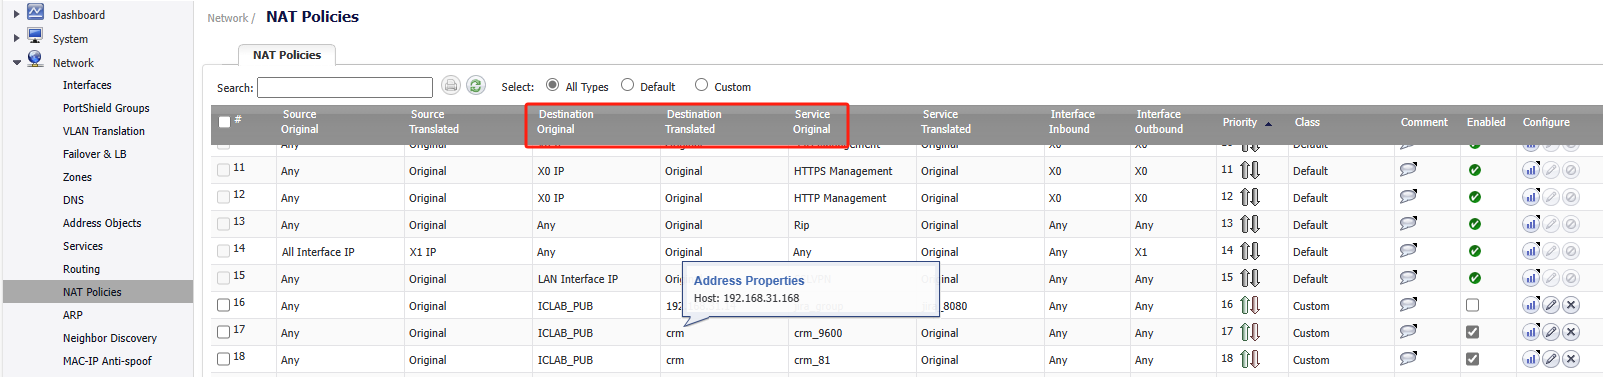 Dashboard
System
Network
Interfaces
PortShield Groups
VLAN Translation
Failover & LB
Zones
DNS
Address Objects
Services
Routing
NAT Policies
ARP
Neighbor Discovery
MAC-IP Anti-spoof
Network / NAT Policies
NAT Policies
Search: Select: All Types Default Custom
# Source Original Source Translated Destination Original Destination Translated Service Original Service Translated Interface Inbound Interface Outbound Priority Class Comment Enabled Configure
11 Any Original X0 IP Original HTTPS Management Original X0 X0 11 Default
12 Any Original X0 IP Original HTTP Management Original X0 X0 12 Default
13 Any Original Any Original Rip Original Any Any 13 Default
14 All Interface IP X1 IP Any Original Any Original Any X1 14 Default
15 Any Original LAN Interface IP Any Any 15 Default
Address Properties
Host: 192.168.31.168
16 Any Original ICLAB_PUB 192 _8080 Any Any 16 Custom
17 Any Original ICLAB_PUB crm crm_9600 Original Any Any 17 Custom
18 Any Original ICLAB_PUB crm crm_81 Original Any Any 18 Custom